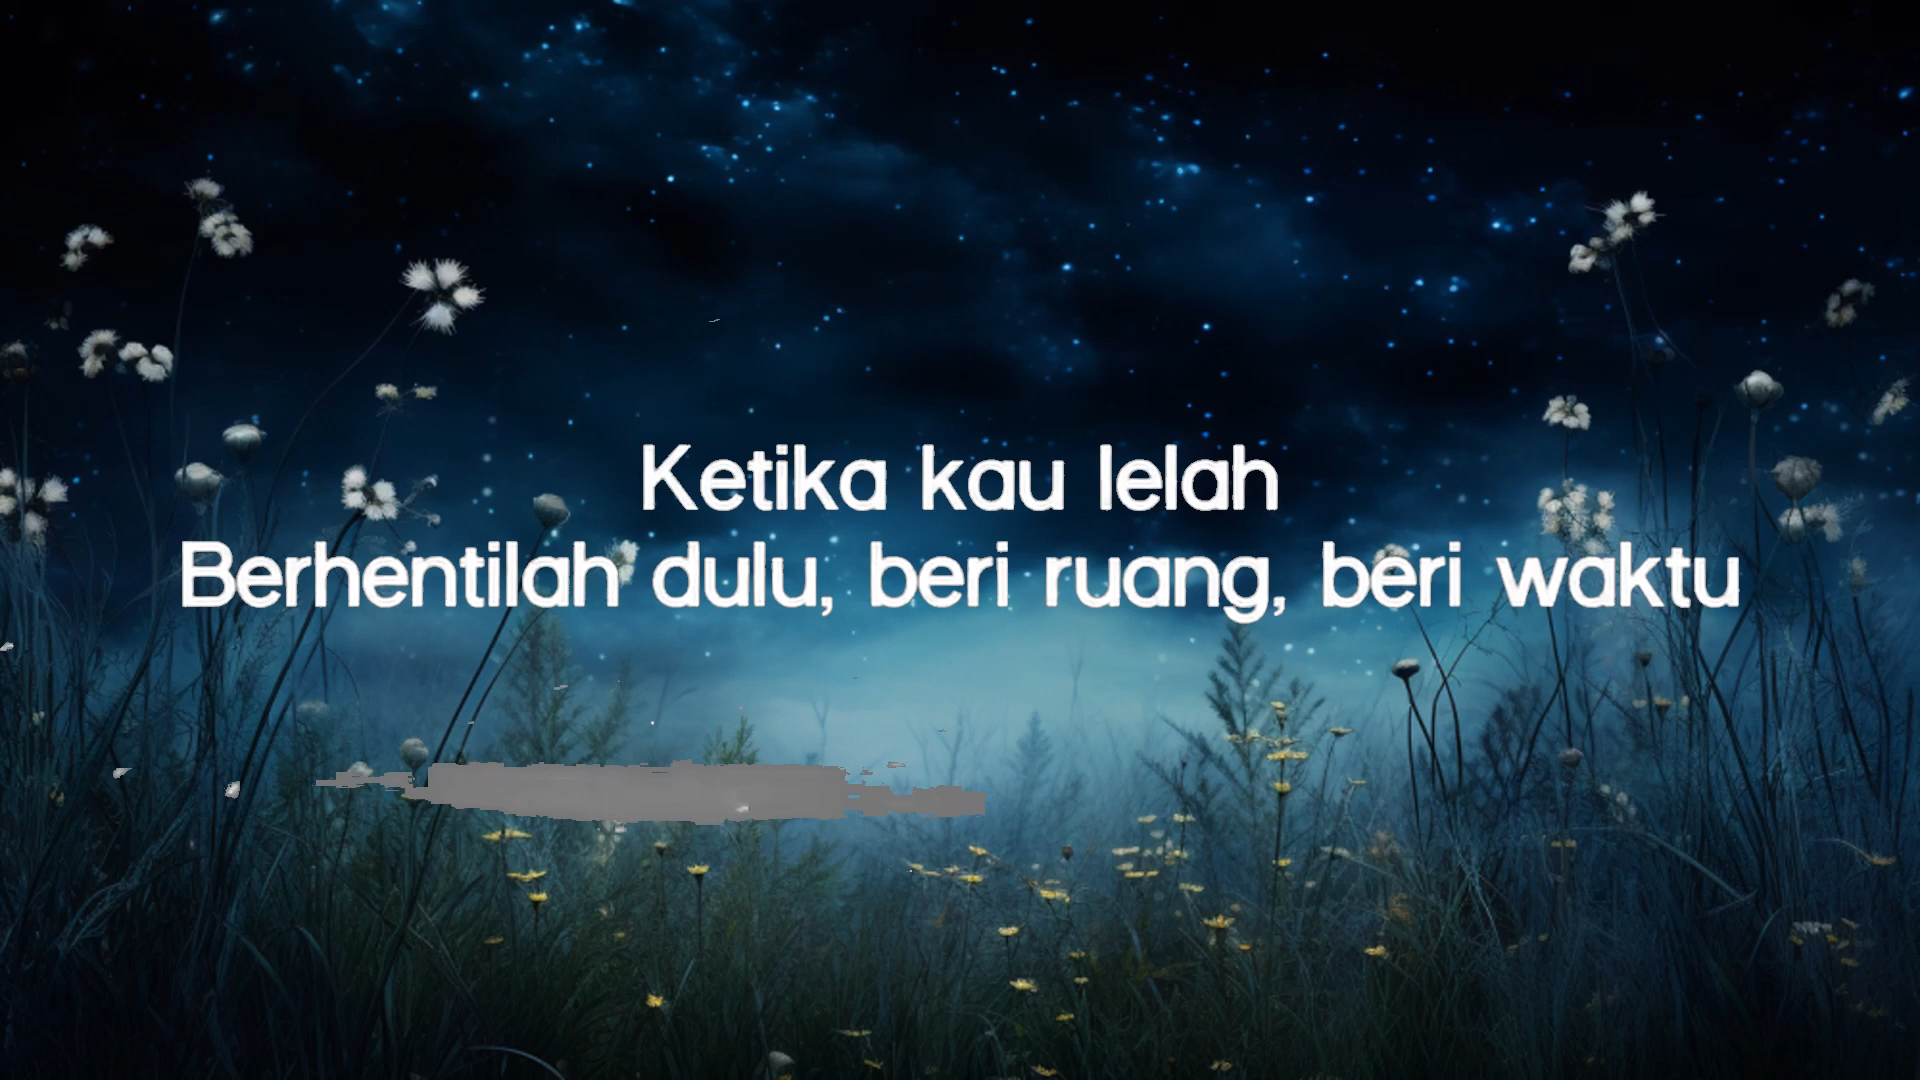 Ketika kau lelah
Berhentilah dulu, beri ruang, beri waktu